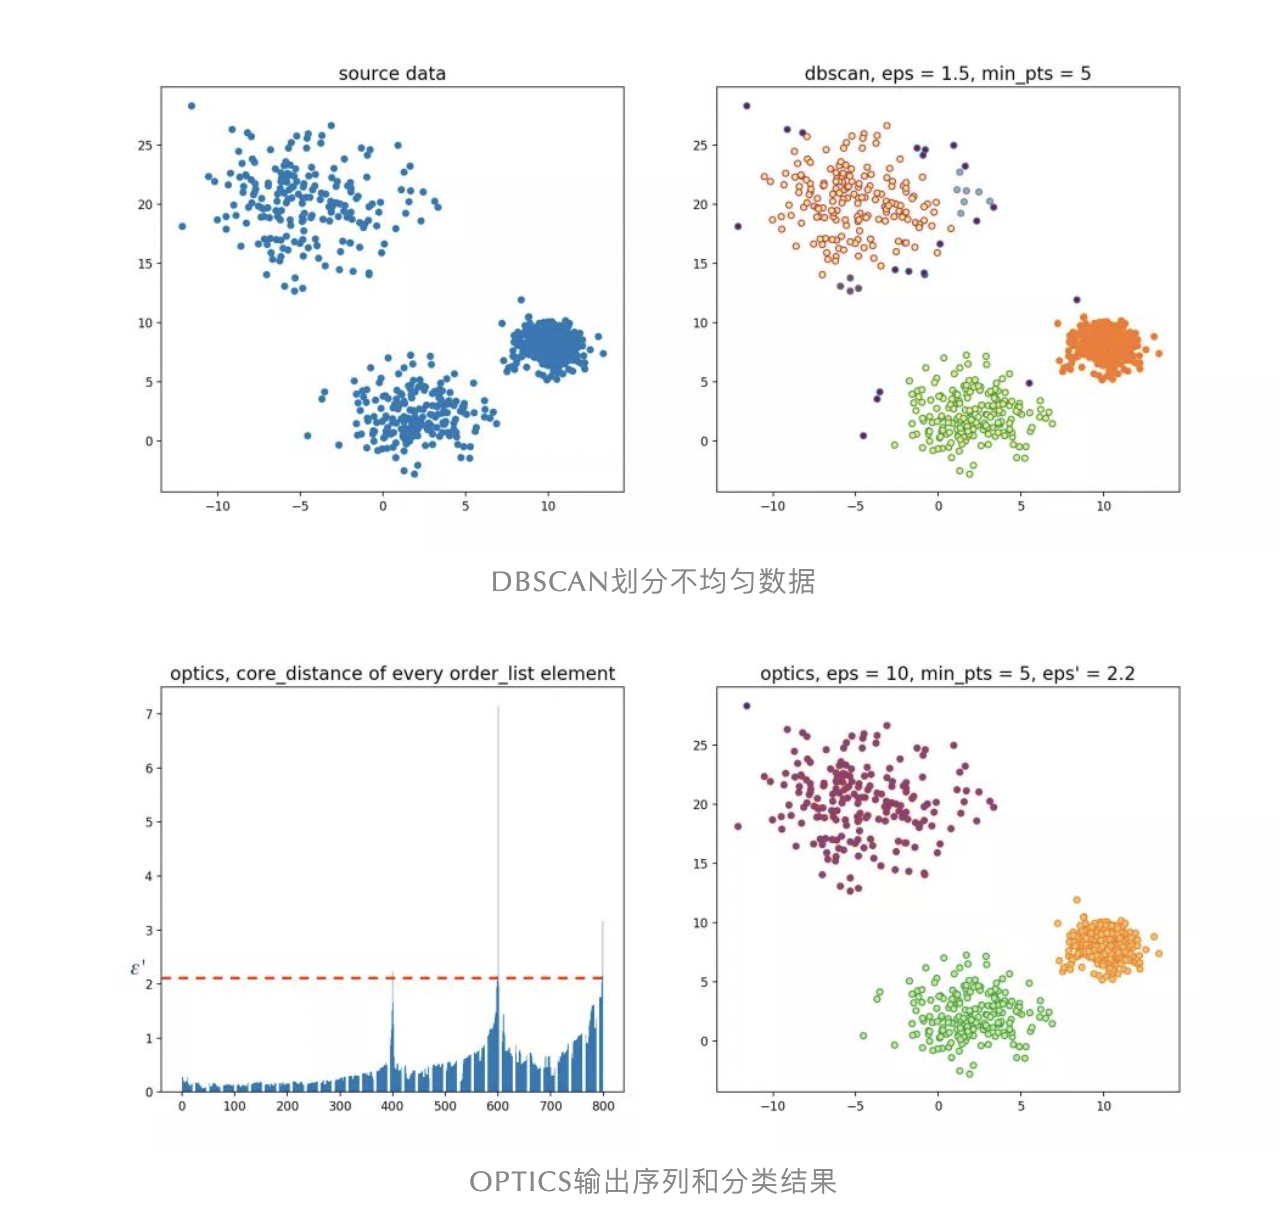 source data
25
20
15
10
5
0
−10 −5 0 5 10
dbscan, eps = 1.5, min_pts = 5
25
20
15
10
5
0
−10 −5 0 5 10
DBSCAN划分不均匀数据
optics, core_distance of every order_list element
7
6
5
4
3
ε'
2
1
0
0 100 200 300 400 500 600 700 800
optics, eps = 10, min_pts = 5, eps' = 2.2
25
20
15
10
5
0
−10 −5 0 5 10
OPTICS输出序列和分类结果